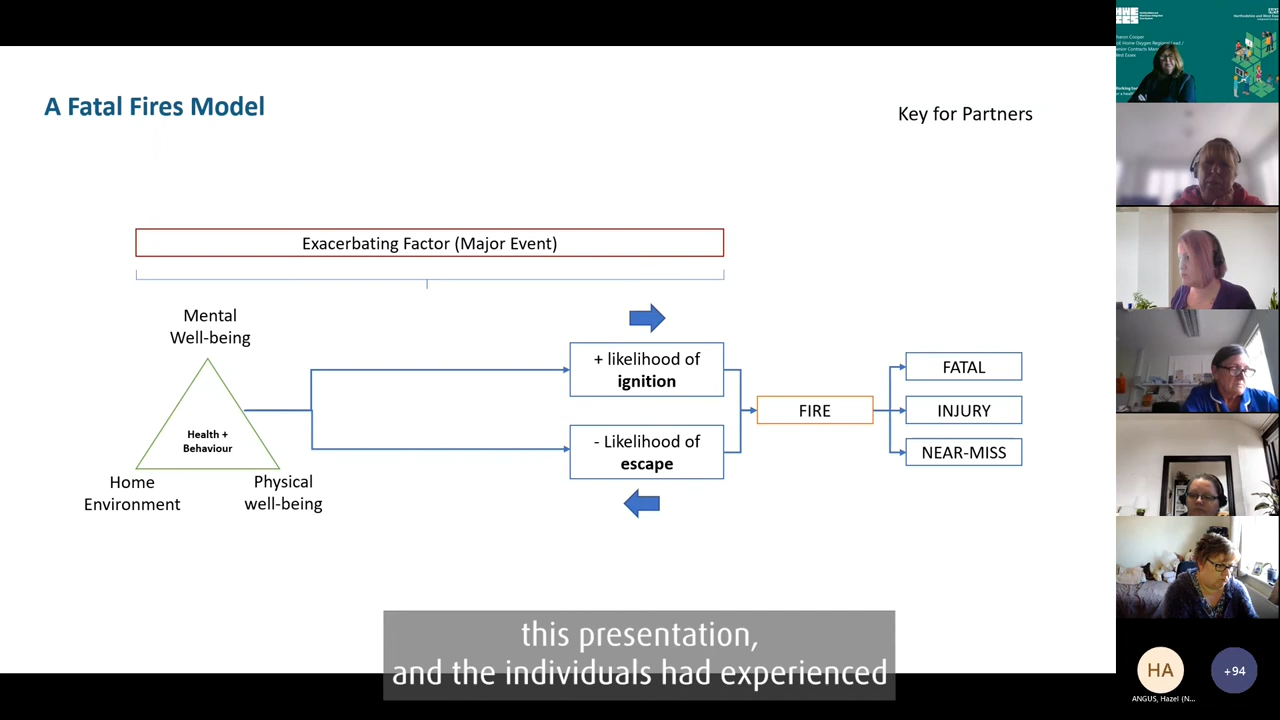 A Fatal Fires Model
Key for Partners
Exacerbating Factor (Major Event)
Mental
Well-being
Health +
Behaviour
Home
Environment
Physical
well-being
+ likelihood of
ignition
- Likelihood of
escape
FIRE
FATAL
INJURY
NEAR-MISS
this presentation,
and the individuals had experienced
HA
+94
ANGUS, Hazel (N...